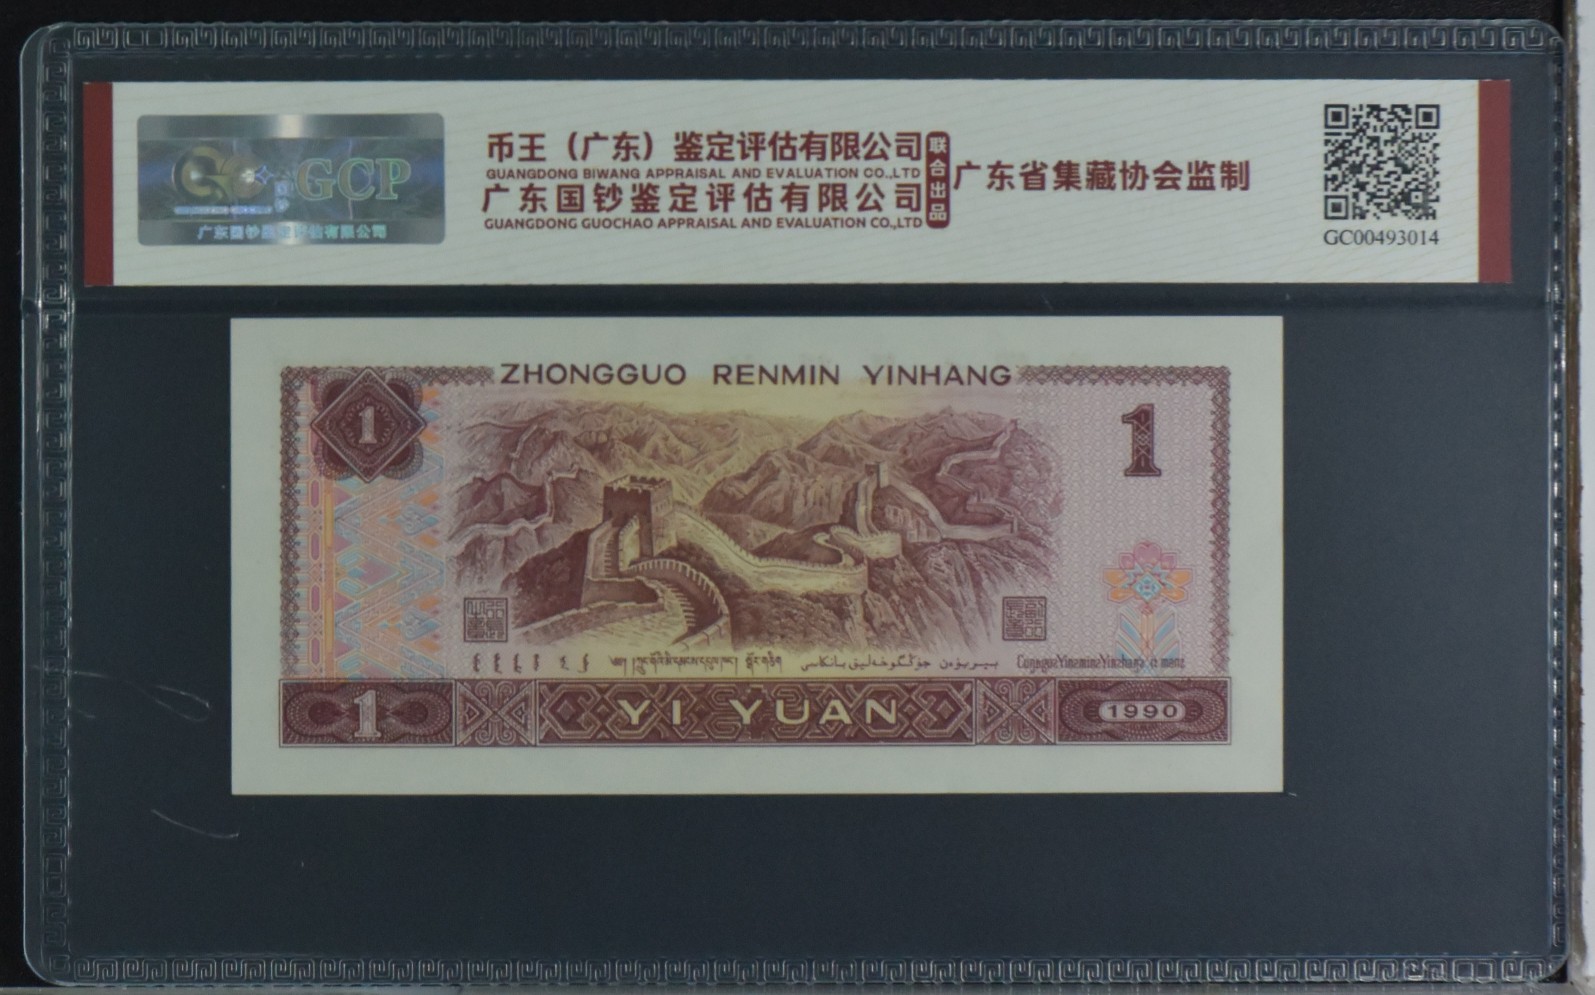 GCP
广东国钞鉴定评估有限公司
币王（广东）鉴定评估有限公司
GUANGDONG BIWANG APPRAISAL AND EVALUATION CO.,LTD
广东国钞鉴定评估有限公司
GUANGDONG GUOCHAO APPRAISAL AND EVALUATION CO.,LTD
联合出品
广东省集藏协会监制
GC00493014
ZHONGGUO RENMIN YINHANG
1
1
1
YI YUAN
1990